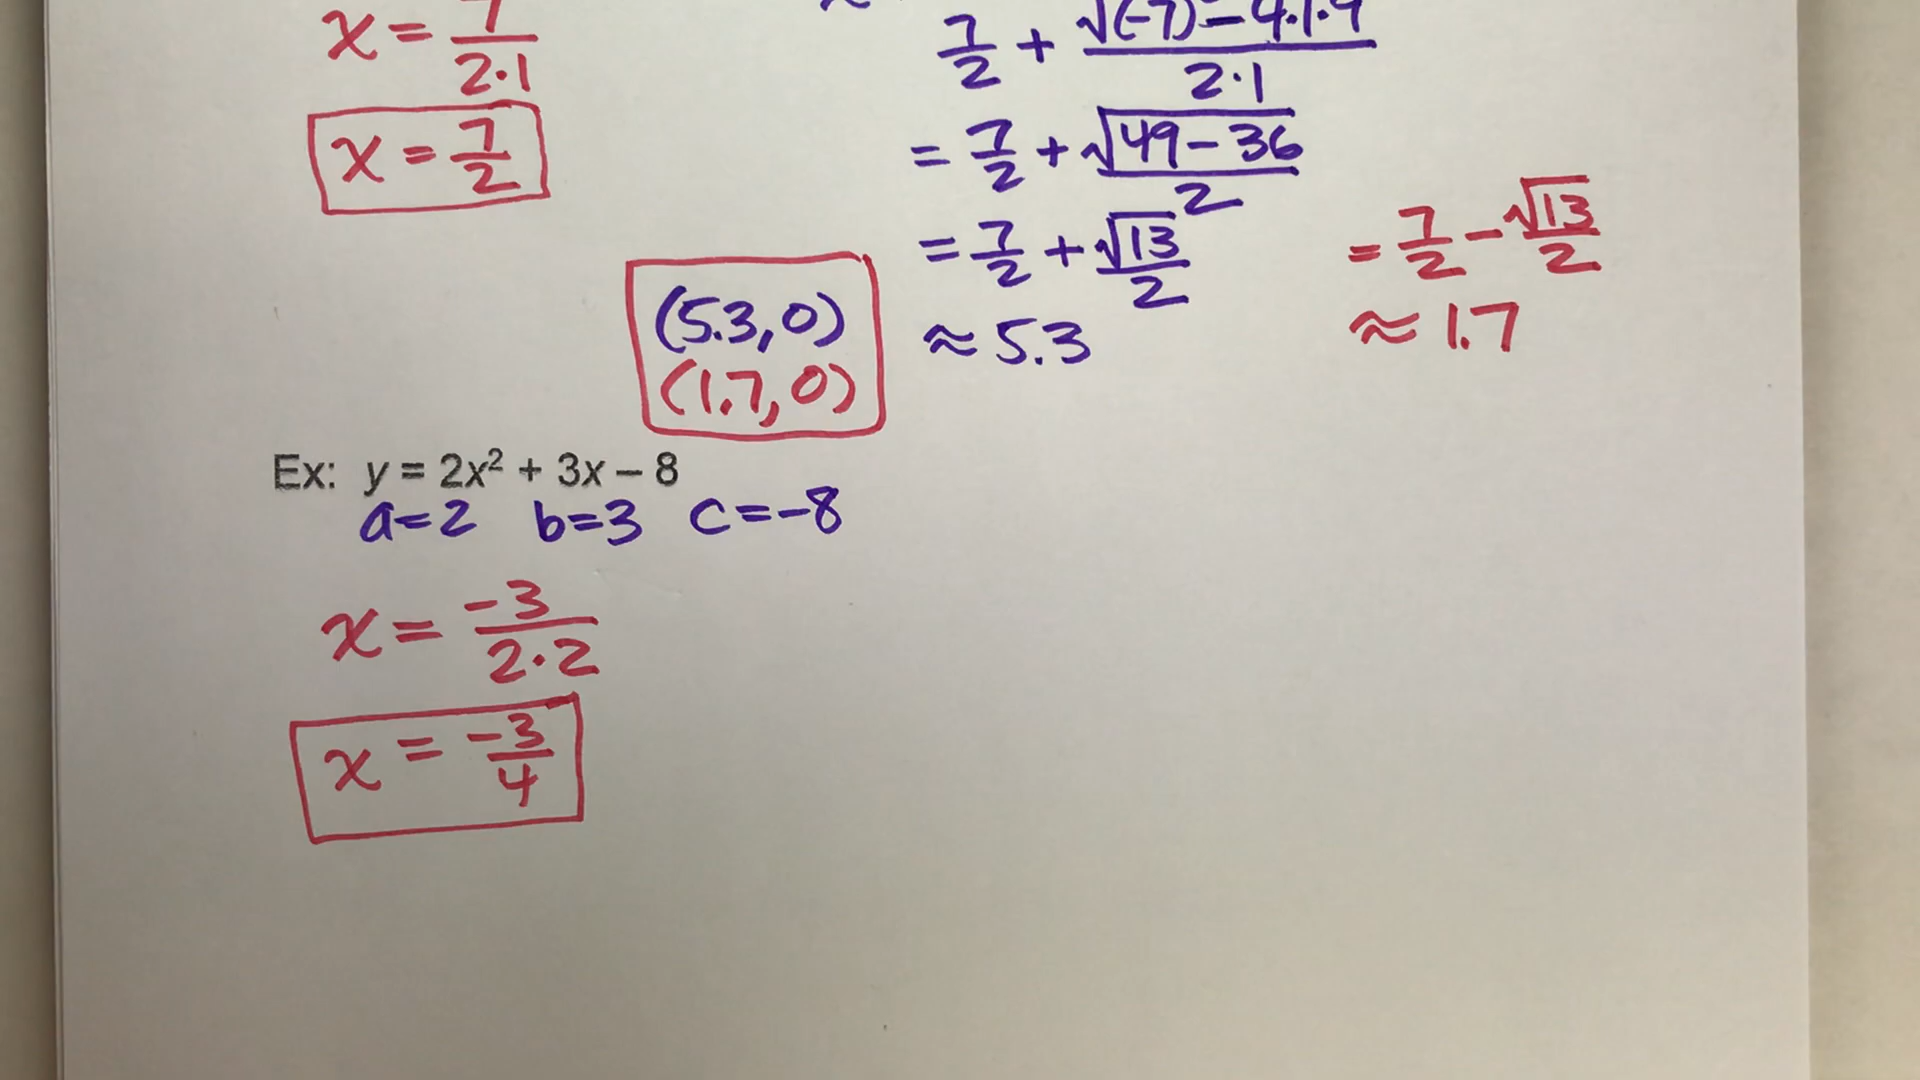 x = 7/2·1
x = 7/2
7/2 + √(-7)² - 4·1·9/2·1
= 7/2 + √49 - 36/2
= 7/2 + √13/2
≈ 5.3
= 7/2 - √13/2
≈ 1.7
(5.3, 0)
(1.7, 0)
Ex: y = 2x² + 3x – 8
a=2 b=3 c=-8
x = -3/2·2
x = -3/4